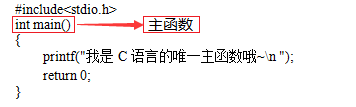 #include<stdio.h>
int main() 主函数
{
printf("我是 C 语言的唯一主函数哦~\n ");
return 0;
}